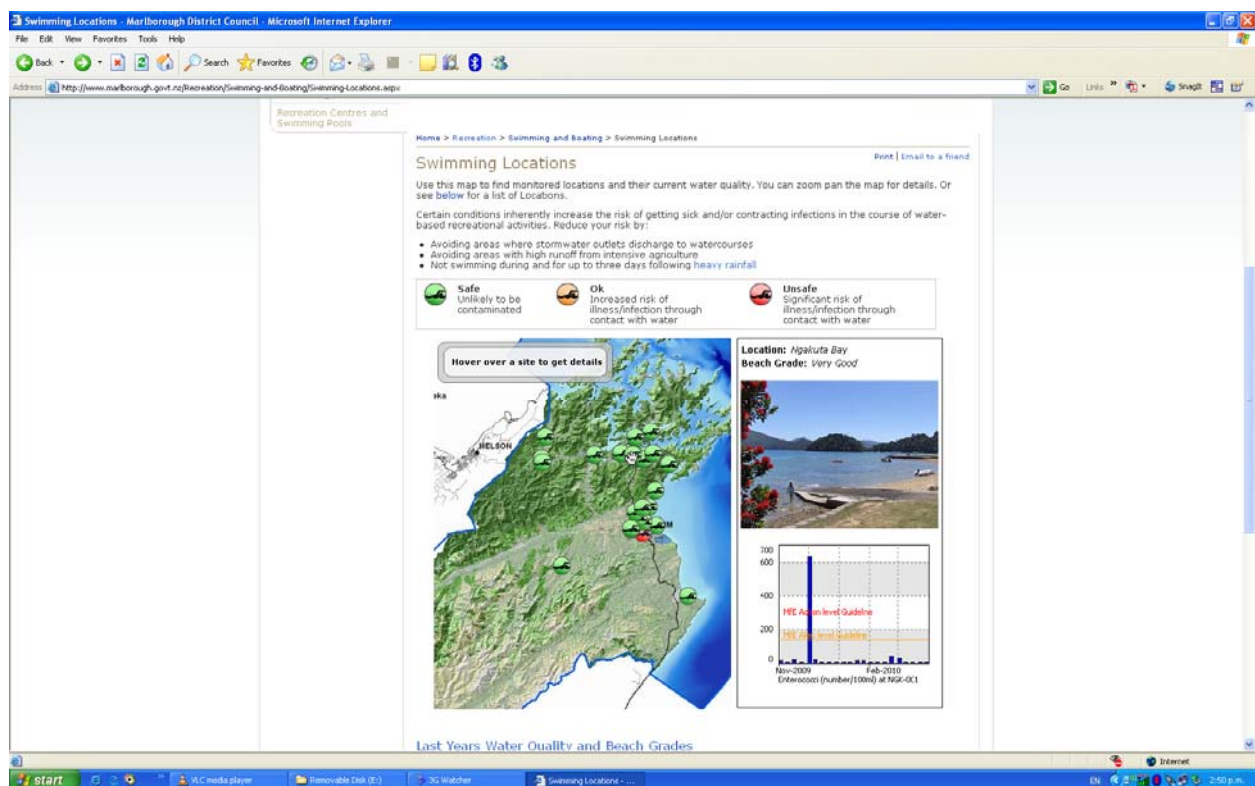 Swimming Locations - Marlborough District Council - Microsoft Internet Explorer
File Edit View Favorites Tools Help
Back Search Favorites
Address http://www.marlborough.govt.nz/Recreation/Swimming-and-Boating/Swimming-Locations.aspx Go Links » SnagIt
Recreation Centres and
Swimming Pools
Home > Recreation > Swimming and Boating > Swimming Locations
Print | Email to a friend
Swimming Locations
Use this map to find monitored locations and their current water quality. You can zoom pan the map for details. Or
see below for a list of Locations.
Certain conditions inherently increase the risk of getting sick and/or contracting infections in the course of water-
based recreational activities. Reduce your risk by:
• Avoiding areas where stormwater outlets discharge to watercourses
• Avoiding areas with high runoff from intensive agriculture
• Not swimming during and for up to three days following heavy rainfall
Safe
Unlikely to be
contaminated
Ok
Increased risk of
illness/infection through
contact with water
Unsafe
Significant risk of
illness/infection through
contact with water
Hover over a site to get details
eka
NELSON
IM
Location: Ngakuta Bay
Beach Grade: Very Good
700
600
400
MfE Action level Guideline
200
MfE Alert level Guideline
0
Nov-2009 Feb-2010
Enterococci (number/100ml) at NGK-0C1
Last Years Water Quality and Beach Grades
Internet
start VLC media player Removable Disk (E:) 3G Watcher Swimming Locations - ... EN 2:50 p.m.